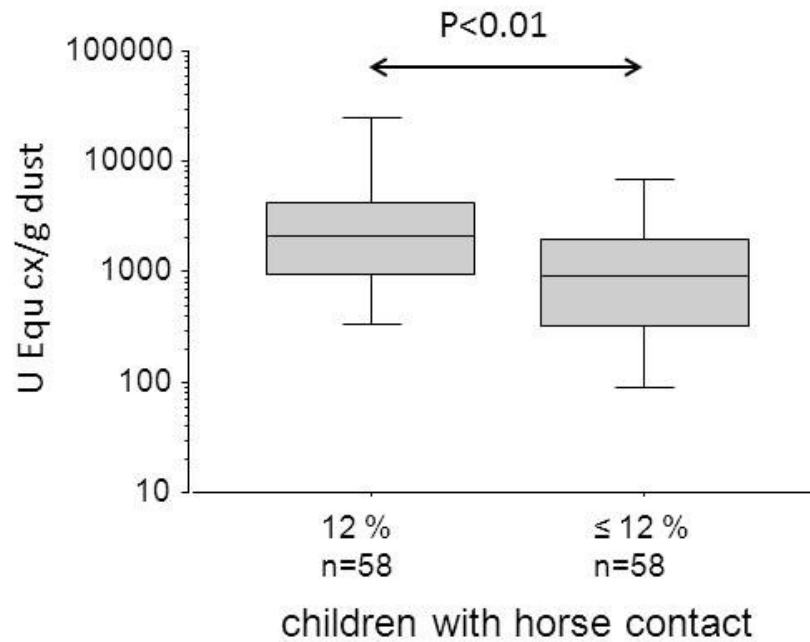 P<0.01
100000
10000
1000
100
10
U Equ cx/g dust
12 %
≤ 12 %
n=58
n=58
children with horse contact